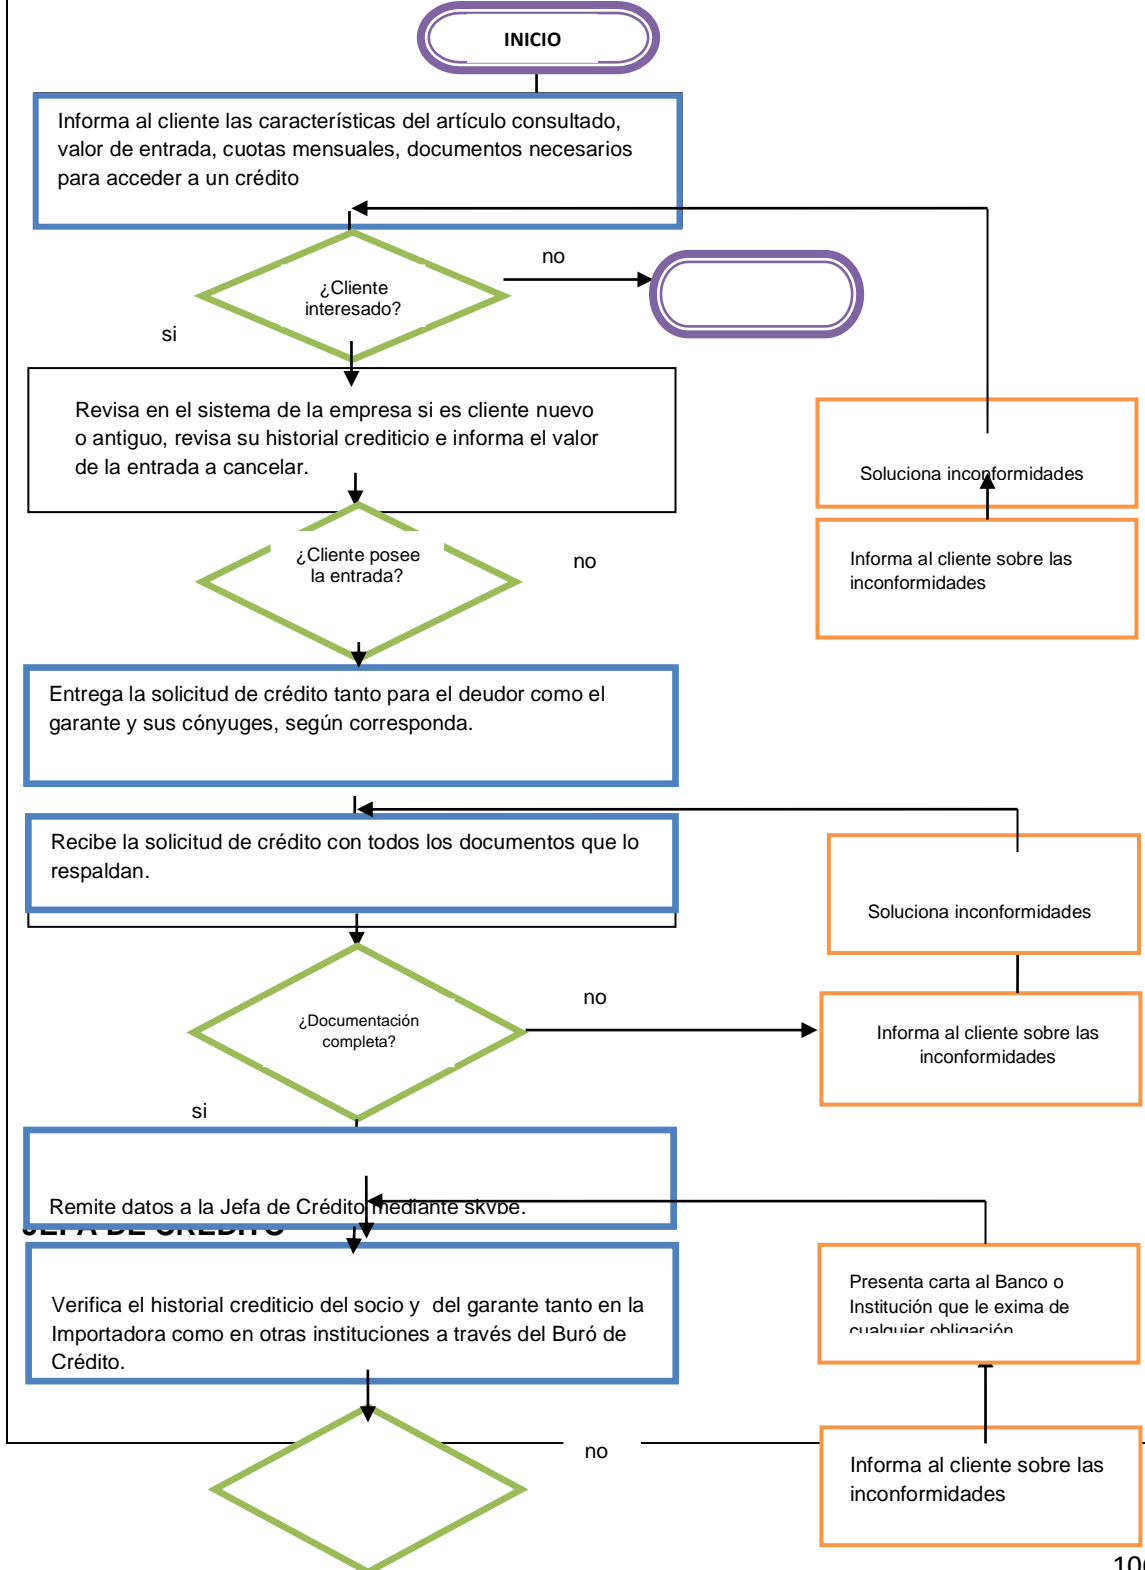 INICIO
Informa al cliente las características del artículo consultado,
valor de entrada, cuotas mensuales, documentos necesarios
para acceder a un crédito
no
¿Cliente
interesado?
si
Revisa en el sistema de la empresa si es cliente nuevo
o antiguo, revisa su historial crediticio e informa el valor
de la entrada a cancelar.
Soluciona inconformidades
¿Cliente posee
la entrada?
no
Informa al cliente sobre las
inconformidades
Entrega la solicitud de crédito tanto para el deudor como el
garante y sus cónyuges, según corresponda.
Recibe la solicitud de crédito con todos los documentos que lo
respaldan.
Soluciona inconformidades
no
¿Documentación
completa?
Informa al cliente sobre las
inconformidades
si
Remite datos a la Jefa de Crédito mediante skype.
JEFA DE CRÉDITO
Verifica el historial crediticio del socio y del garante tanto en la
Importadora como en otras instituciones a través del Buró de
Crédito.
Presenta carta al Banco o
Institución que le exima de
cualquier obligación
no
Informa al cliente sobre las
inconformidades